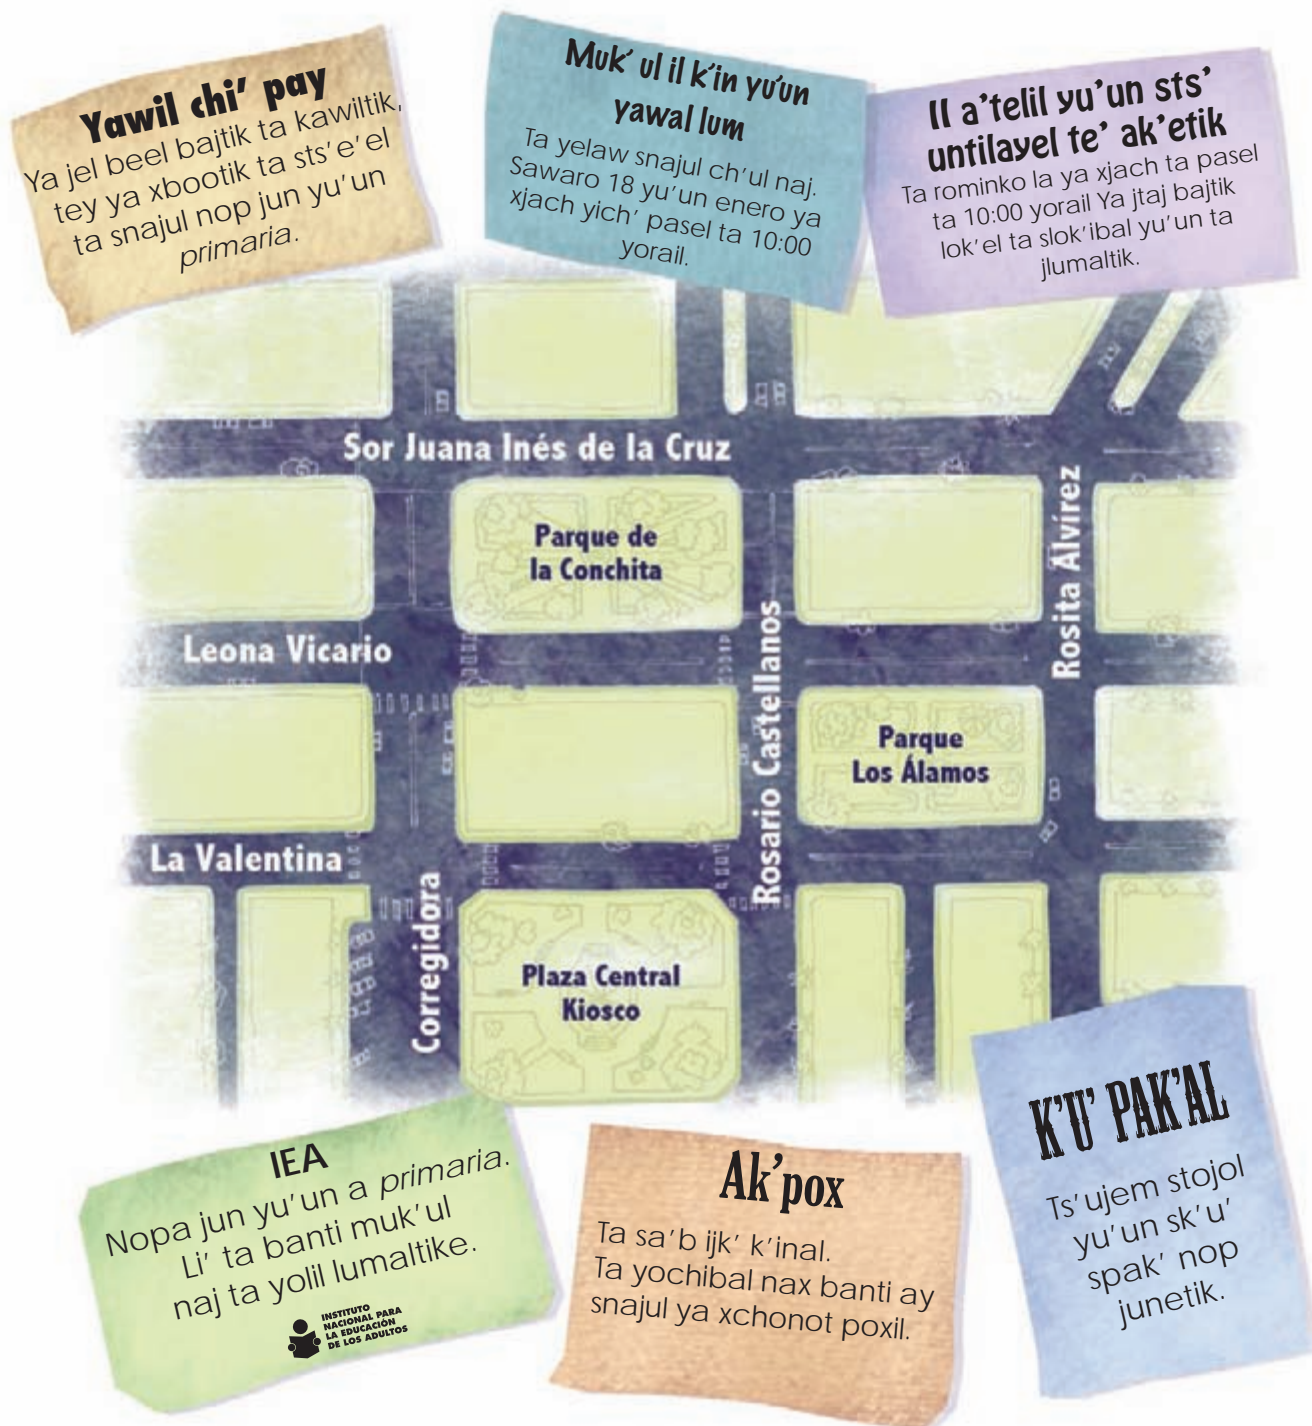 Yawil chi' pay
Ya jel beel bajtik ta kawiltik,
tey ya xbootik ta sts'e'el
ta snajul nop jun yu'un
primaria.
Muk' ul il k'in yu'un
yawal lum
Ta yelaw snajul ch'ul naj.
Sawaro 18 yu'un enero ya
xjach yich' pasel ta 10:00
yorail.
Il a'telil yu'un sts'
untilayel te' ak'etik
Ta rominko la ya xjach ta pasel
ta 10:00 yorail Ya jtaj bajtik
lok'el ta slok'ibal yu'un ta
jlumaltik.
Sor Juana Inés de la Cruz
Parque de
la Conchita
Rosita Alvírez
Leona Vicario
Rosario Castellanos
Parque
Los Álamos
La Valentina
Corregidora
Plaza Central
Kiosco
IEA
Nopa jun yu'un a primaria.
Li' ta banti muk'ul
naj ta yolil lumaltike.
INSTITUTO
NACIONAL PARA
LA EDUCACIÓN
DE LOS ADULTOS
Ak'pox
Ta sa'b ijk' k'inal.
Ta yochibal nax banti ay
snajul ya xchonot poxil.
K'U' PAK'AL
Ts'ujem stojol
yu'un sk'u'
spak' nop
junetik.